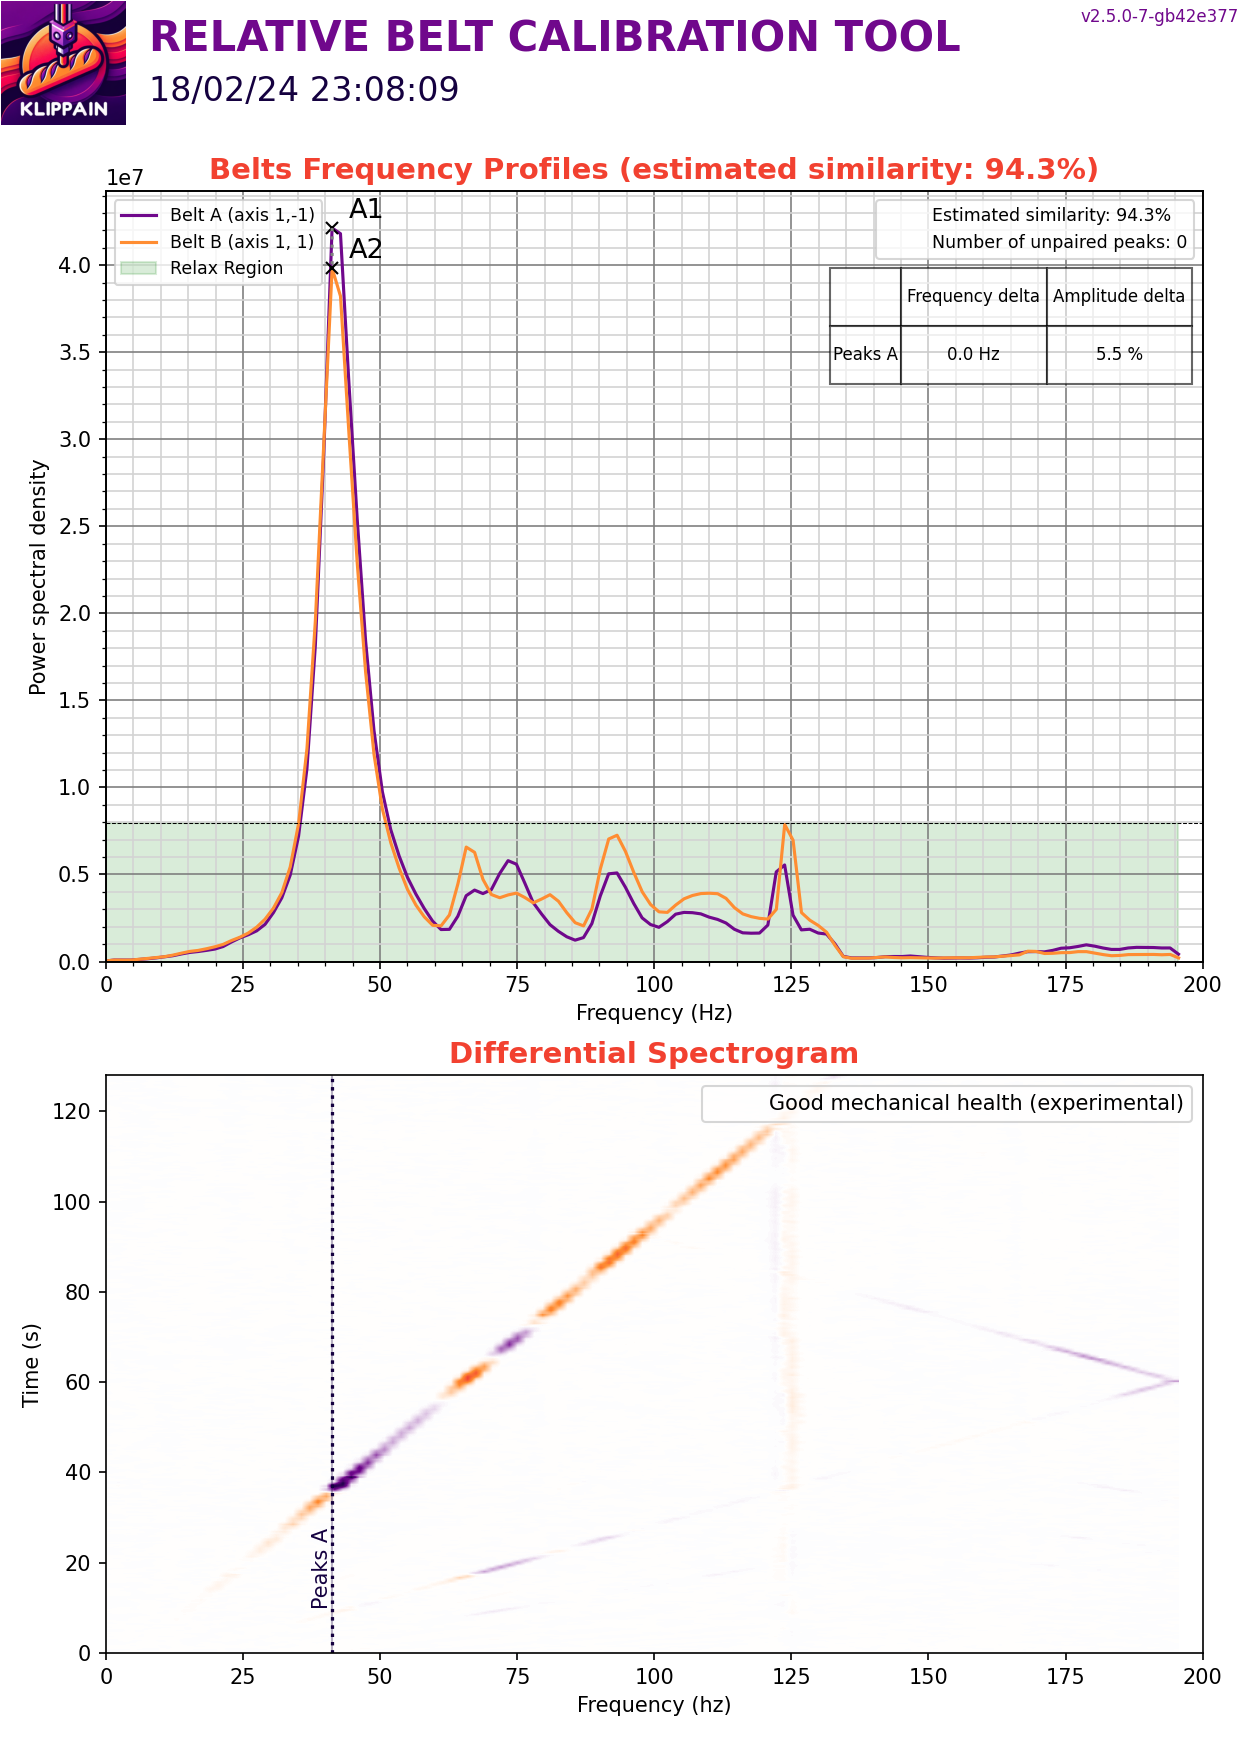 v2.5.0-7-gb42e377
RELATIVE BELT CALIBRATION TOOL
18/02/24 23:08:09
KLIPPAIN
Belts Frequency Profiles (estimated similarity: 94.3%)
1e7
Belt A (axis 1,-1)
Belt B (axis 1, 1)
Relax Region
A1
A2
Estimated similarity: 94.3%
Number of unpaired peaks: 0
Frequency delta Amplitude delta
Peaks A 0.0 Hz 5.5 %
Power spectral density
4.0
3.5
3.0
2.5
2.0
1.5
1.0
0.5
0.0
0 25 50 75 100 125 150 175 200
Frequency (Hz)
Differential Spectrogram
Good mechanical health (experimental)
Time (s)
120
100
80
60
40
20
0
Peaks A
0 25 50 75 100 125 150 175 200
Frequency (hz)